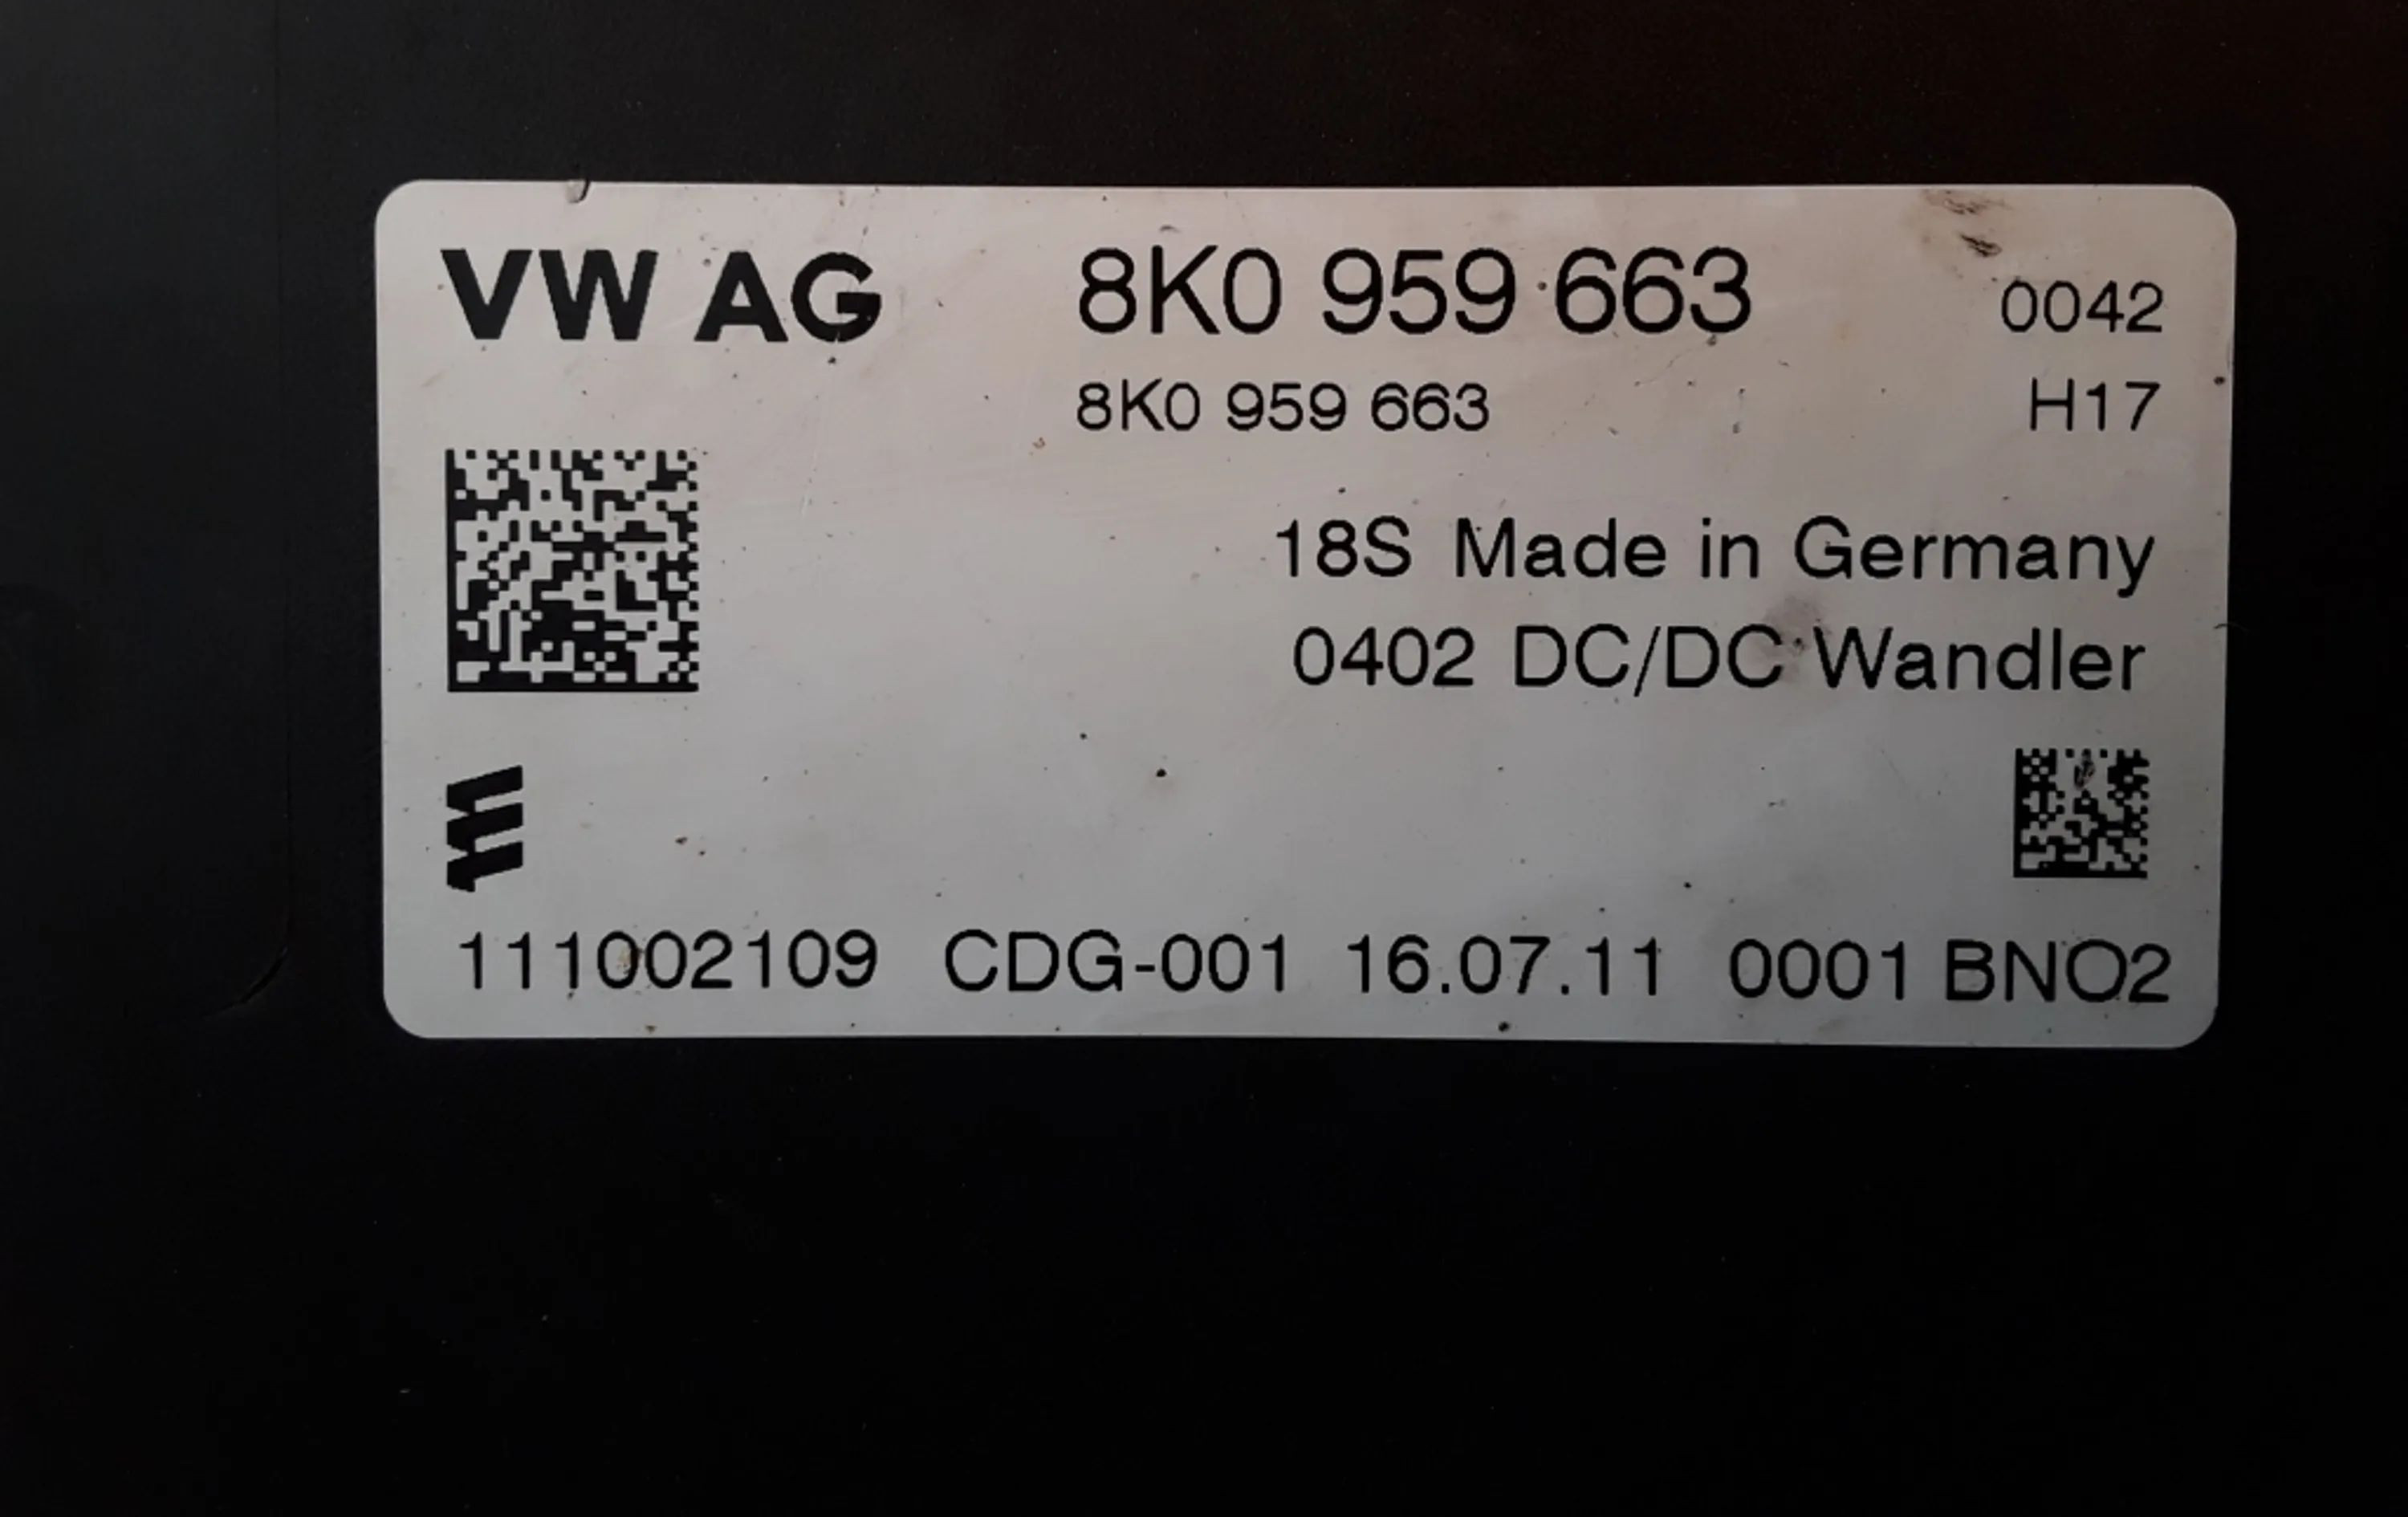 VW AG 8K0 959 663 0042
8K0 959 663 H17
18S Made in Germany
0402 DC/DC Wandler
111002109 CDG-001 16.07.11 0001 BNO2